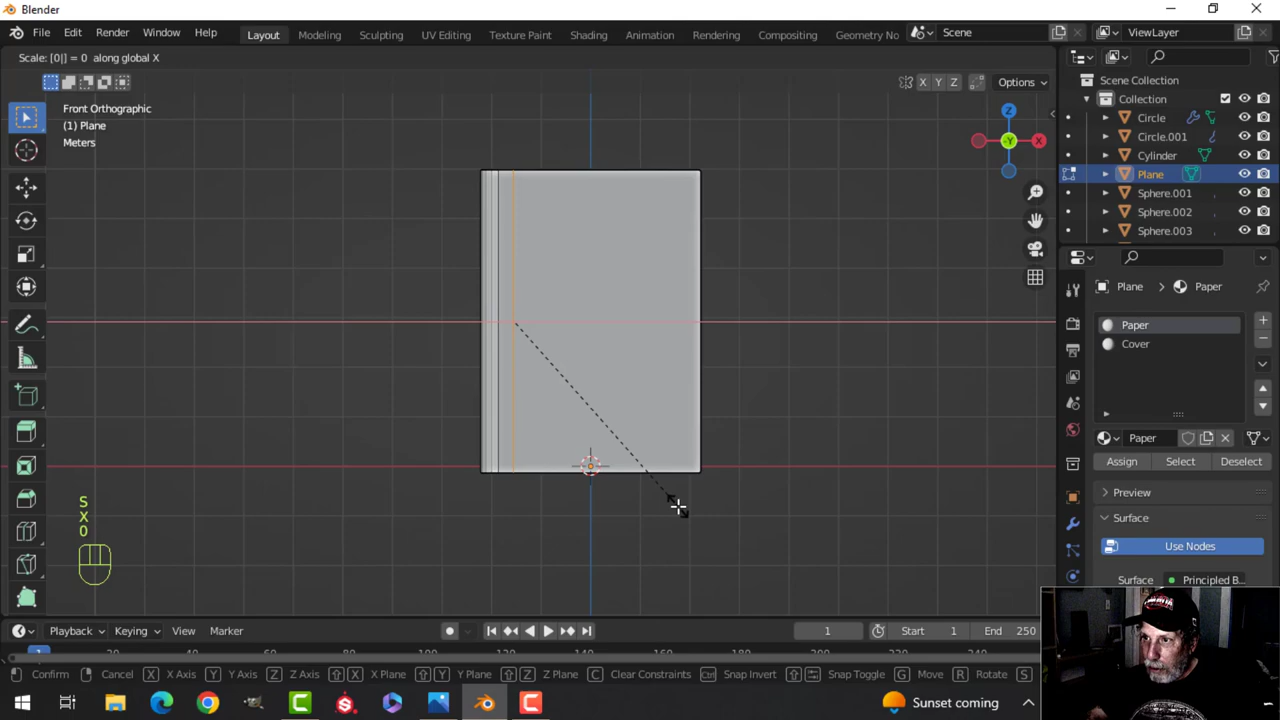 Blender
File Edit Render Window Help
Layout Modeling Sculpting UV Editing Texture Paint Shading Animation Rendering Compositing Geometry No
Scene ViewLayer
Scale: [0|] = 0 along global X
X Y Z Options
Front Orthographic
(1) Plane
Meters
Z
X
-Y
Scene Collection
Collection
Circle
Circle.001
Cylinder
Plane
Sphere.001
Sphere.002
Sphere.003
Plane > Paper
Paper
Cover
Paper
Assign Select Deselect
Preview
Surface
Use Nodes
Surface Principled B...
S
X
0
Playback Keying View Marker 1 Start 1 End 250
Confirm Cancel X X Axis Y Y Axis Z Z Axis X X Plane Y Y Plane Z Z Plane C Clear Constraints Ctrl Snap Invert Snap Toggle G Move R Rotate S
Sunset coming